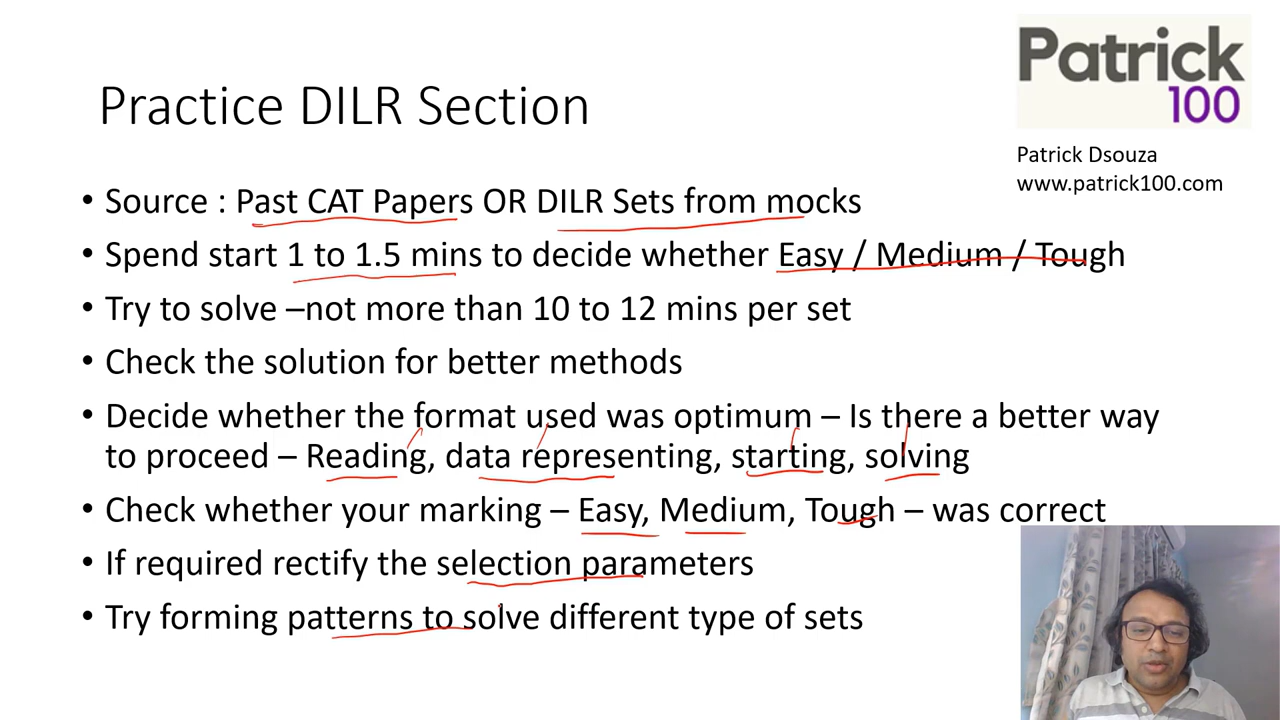 Patrick
100
Practice DILR Section
Patrick Dsouza
www.patrick100.com
• Source : Past CAT Papers OR DILR Sets from mocks
• Spend start 1 to 1.5 mins to decide whether Easy / Medium / Tough
• Try to solve –not more than 10 to 12 mins per set
• Check the solution for better methods
• Decide whether the format used was optimum – Is there a better way
to proceed – Reading, data representing, starting, solving
• Check whether your marking – Easy, Medium, Tough – was correct
• If required rectify the selection parameters
• Try forming patterns to solve different type of sets